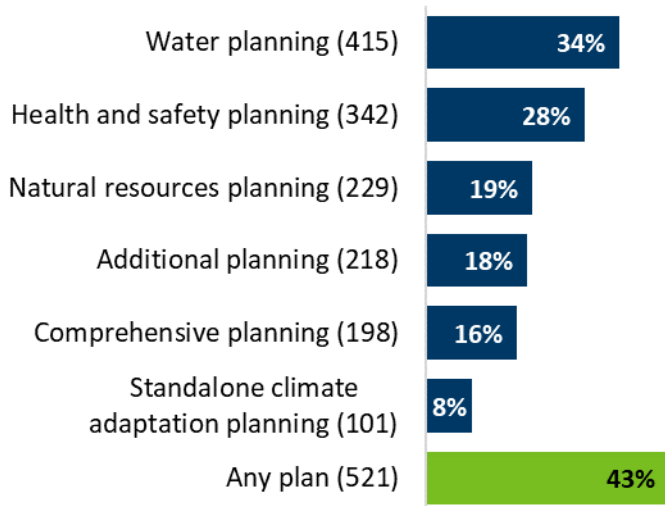 Water planning (415) 34%
Health and safety planning (342) 28%
Natural resources planning (229) 19%
Additional planning (218) 18%
Comprehensive planning (198) 16%
Standalone climate
adaptation planning (101) 8%
Any plan (521) 43%